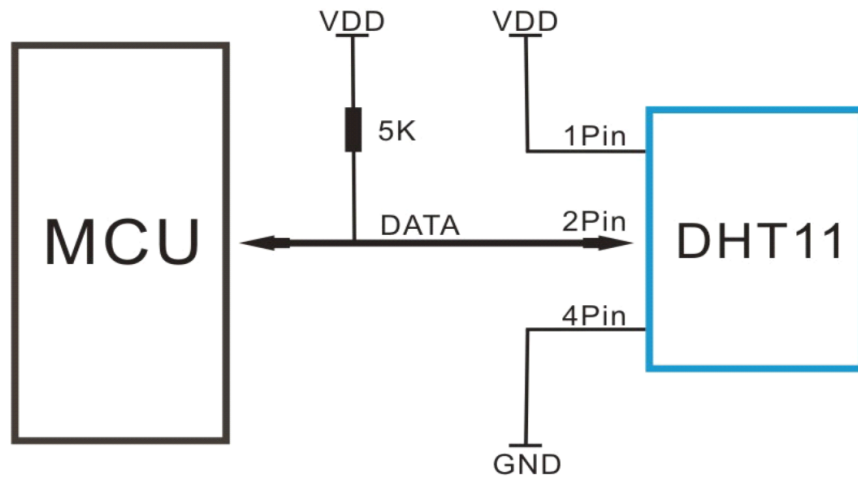 VDD
VDD
5K
1Pin
MCU
DATA
2Pin
DHT11
4Pin
GND